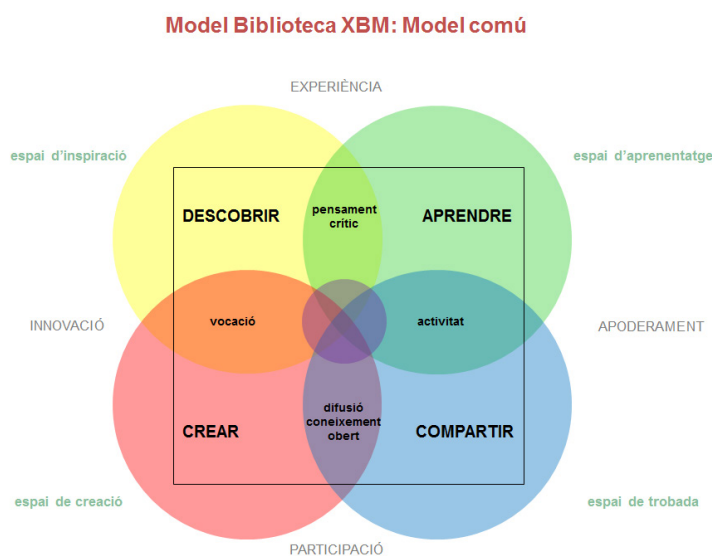 Model Biblioteca XBM: Model comú
EXPERIÈNCIA
espai d'inspiració
espai d'aprenentatge
DESCOBRIR
pensament
crític
APRENDRE
INNOVACIÓ
vocació
activitat
APODERAMENT
CREAR
difusió
coneixement
obert
COMPARTIR
espai de creació
espai de trobada
PARTICIPACIÓ